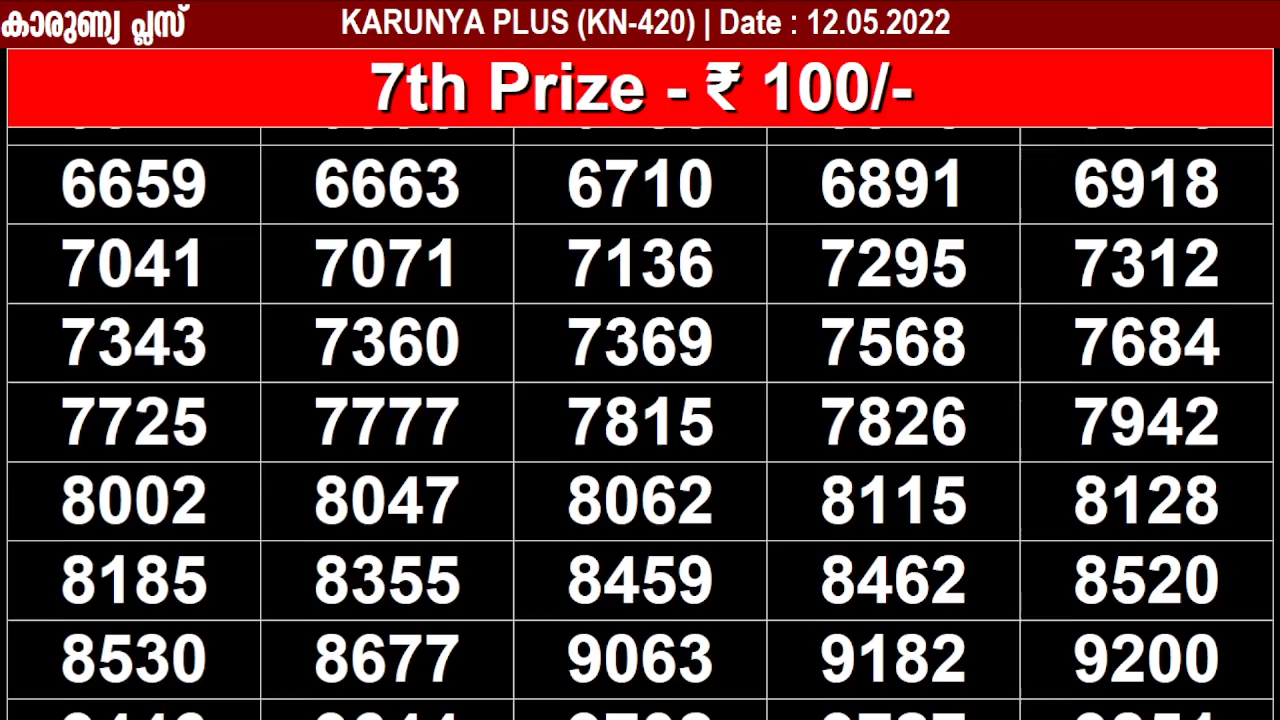 കാരുണ്യ പ്ലസ് KARUNYA PLUS (KN-420) | Date : 12.05.2022
7th Prize - ₹ 100/-
6659 6663 6710 6891 6918
7041 7071 7136 7295 7312
7343 7360 7369 7568 7684
7725 7777 7815 7826 7942
8002 8047 8062 8115 8128
8185 8355 8459 8462 8520
8530 8677 9063 9182 9200